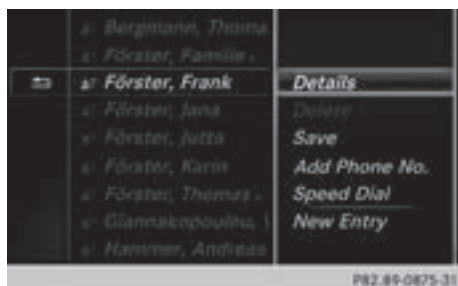 Bergmann, Thoma
Förster, Familie
Förster, Frank
Förster, Jana
Förster, Jutta
Förster, Karin
Förster, Thomas
Giannakopoulou,
Hammer, Andreas
Details
Delete
Save
Add Phone No.
Speed Dial
New Entry
P82.89-0875-31